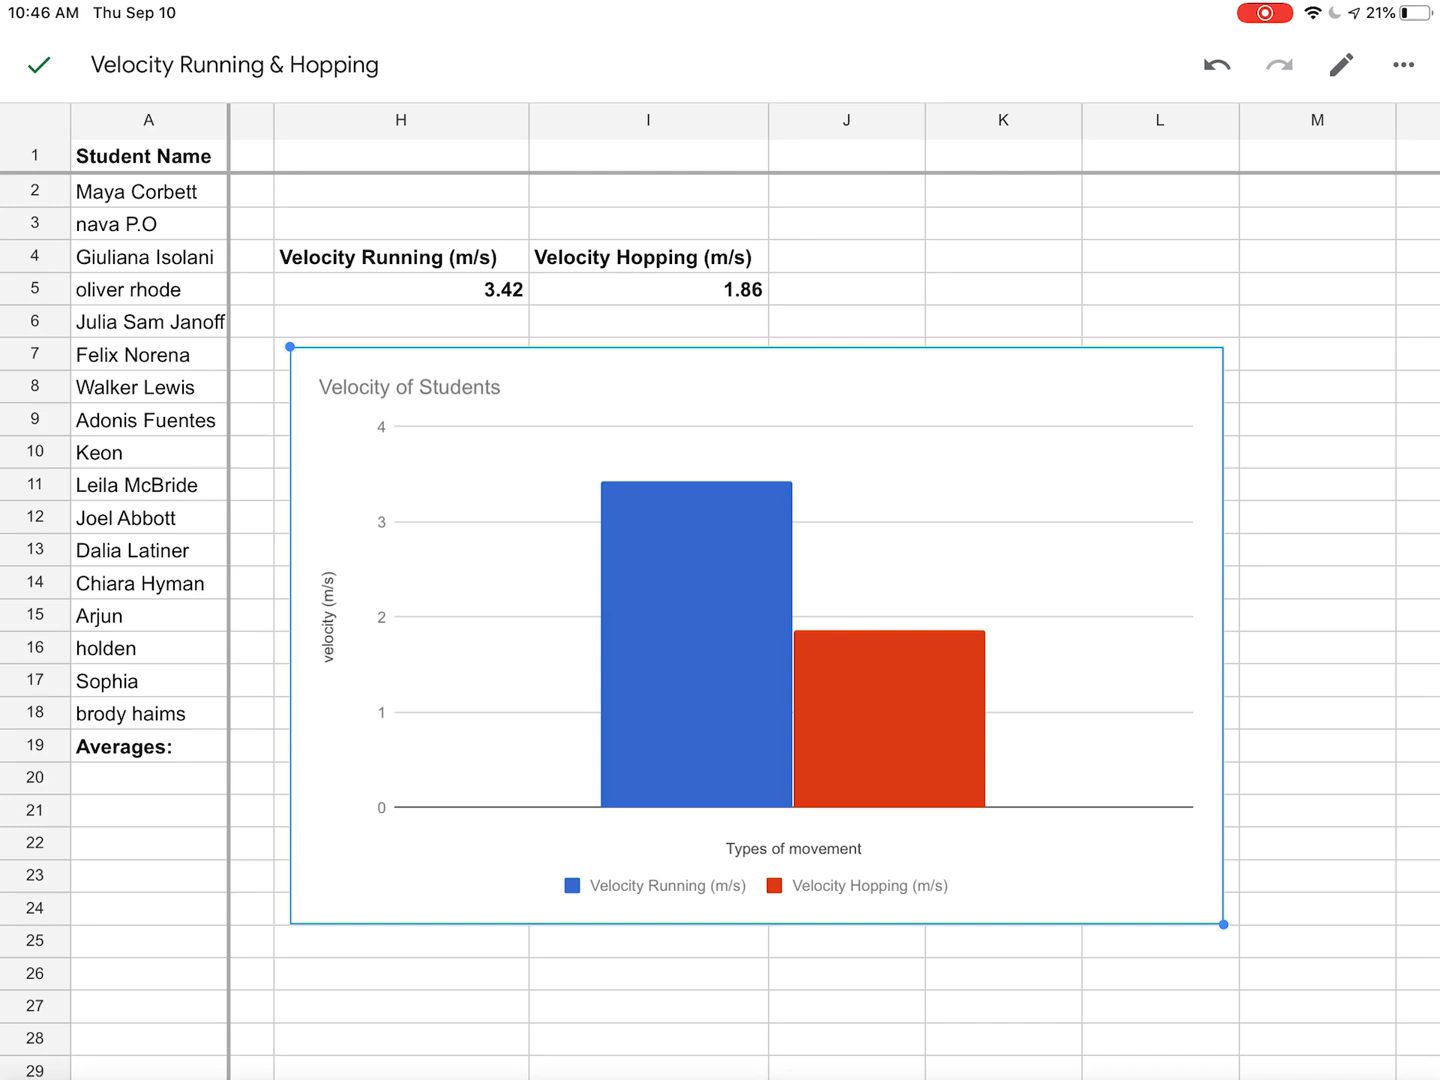 10:46 AM Thu Sep 10
21%
Velocity Running & Hopping
A H I J K L M
1 Student Name
2 Maya Corbett
3 nava P.O
4 Giuliana Isolani Velocity Running (m/s) Velocity Hopping (m/s)
5 oliver rhode 3.42 1.86
6 Julia Sam Janoff
7 Felix Norena
8 Walker Lewis
9 Adonis Fuentes
10 Keon
11 Leila McBride
12 Joel Abbott
13 Dalia Latiner
14 Chiara Hyman
15 Arjun
16 holden
17 Sophia
18 brody haims
19 Averages:
20
21
22
23
24
25
26
27
28
29
Velocity of Students
4
3
2
1
0
velocity (m/s)
Types of movement
Velocity Running (m/s) Velocity Hopping (m/s)